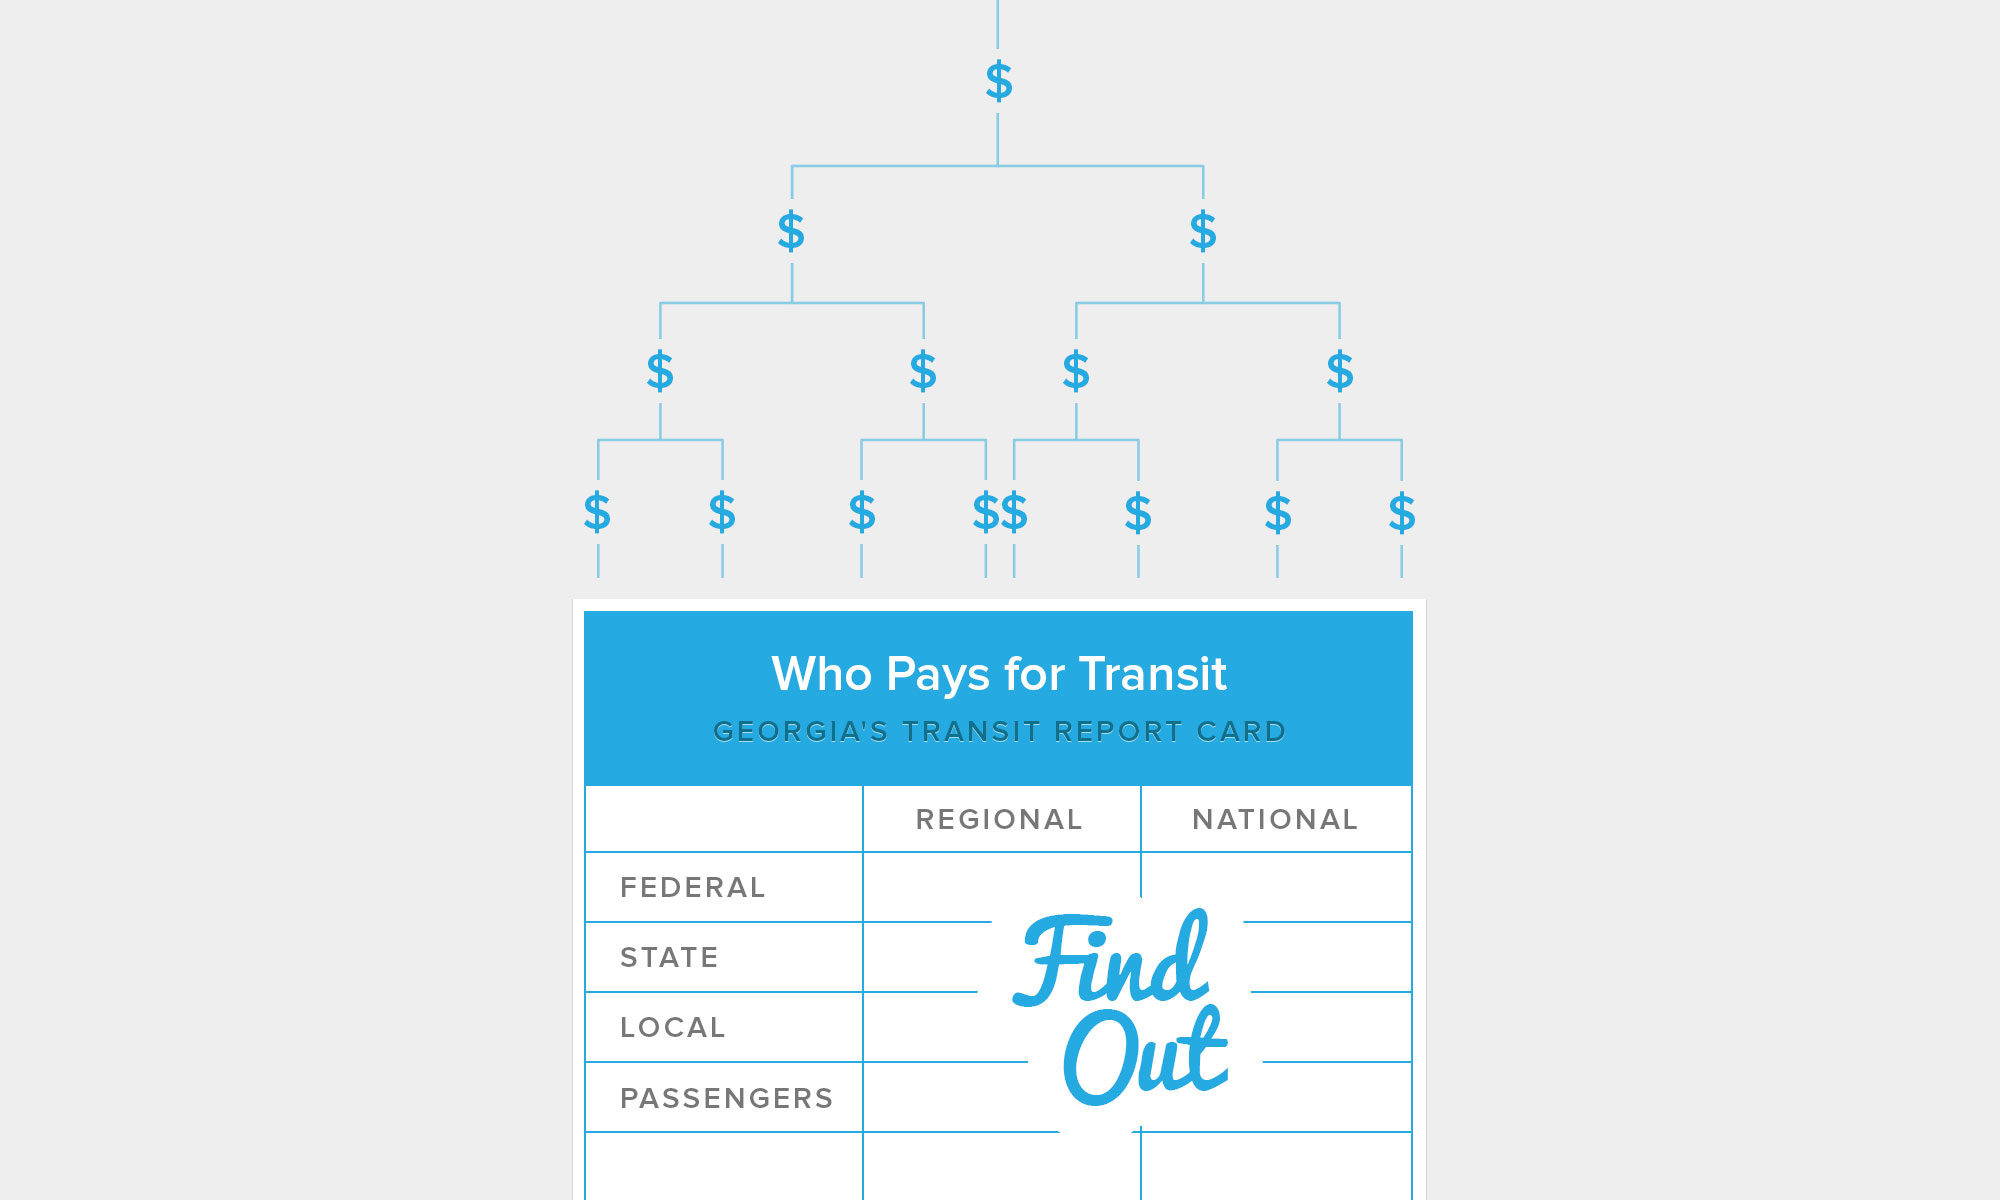 $
$ $
$ $ $ $
$ $ $ $ $ $ $ $
Who Pays for Transit
GEORGIA'S TRANSIT REPORT CARD
REGIONAL NATIONAL
FEDERAL
STATE
LOCAL
PASSENGERS
Find
Out